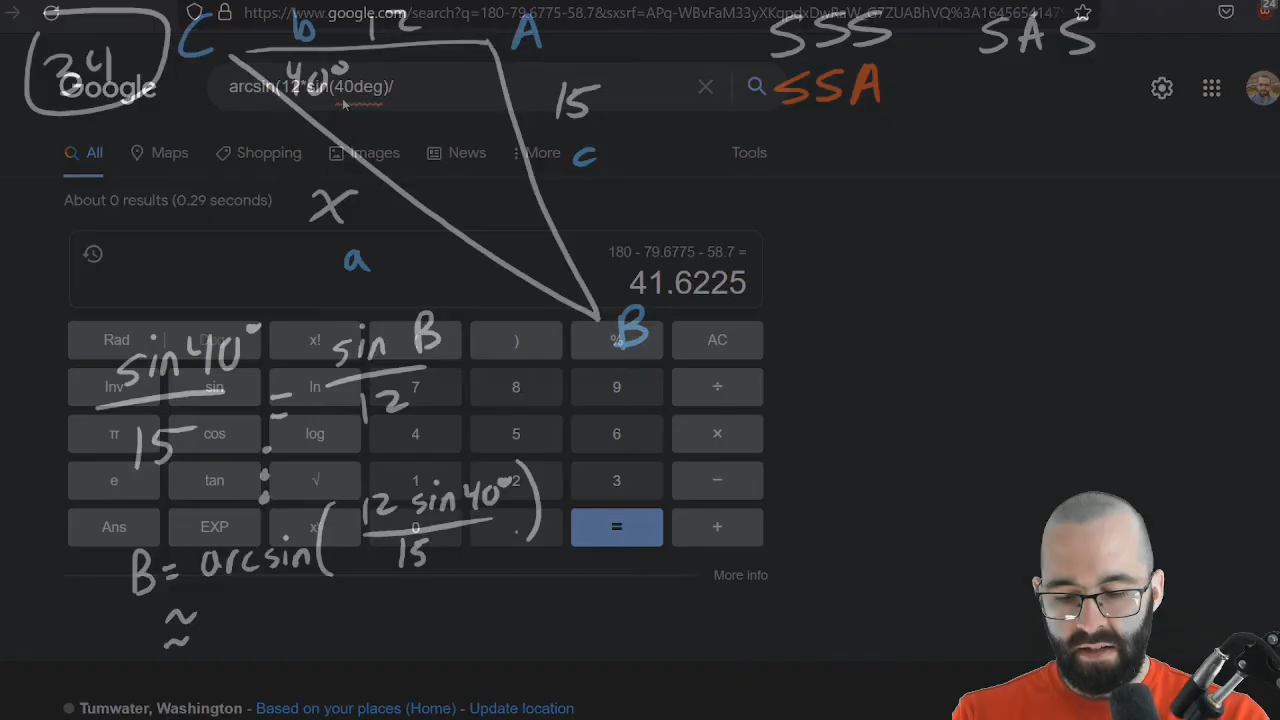 https://www.google.com/search?q=180-79.6775-58.7&sxsrf=APq-WBvFaM33yXKgpdxDwRaW_G7ZUABhVQ%3A1645654147
24
C b 12 A
SSS SAS
34
Google
arcsin(12*sin(40deg)/
40°
SSA
15
All Maps Shopping Images News More Tools
c
About 0 results (0.29 seconds)
x
a
180 - 79.6775 - 58.7 =
41.6225
B
Rad x! ) % AC
Inv sin ln 7 8 9 ÷
π cos log 4 5 6 ×
e tan √ 1 2 3 −
Ans EXP 0 . = +
sin 40° / 15 = sin B / 12
B = arcsin( 12 sin 40° / 15 )
≈
More info
Tumwater, Washington - Based on your places (Home) - Update location